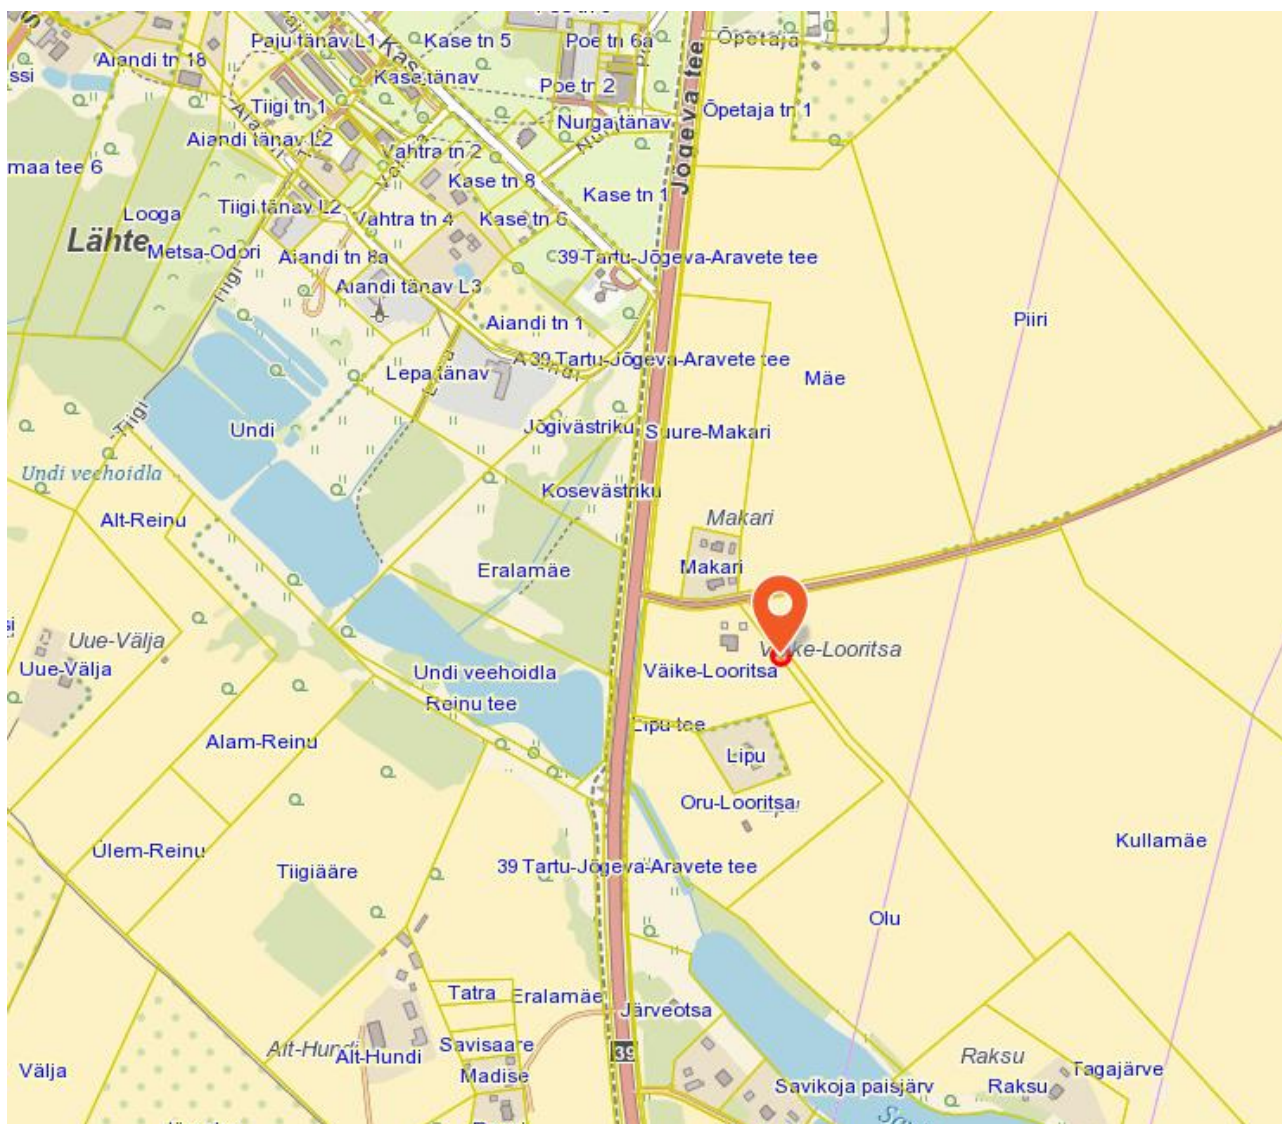 Paju tänav L1
Kase tn 5
Poe tn 6a
Õpetaja
Aiandi tn 18
Kase tänav
Poe tn 2
Jõgeva tee
Tiigi tn 1
Nurga tänav
Õpetaja tn 1
Aiandi tänav L2
Vahtra tn 2
maa tee 6
Kase tn 8
Kase tn 1
Looga
Tiigi tänav L2
Vahtra tn 4
Kase tn 6
Lähte
Metsa-Odori
Aiandi tn 8a
39 Tartu-Jõgeva-Aravete tee
Tiigi
Aiandi tänav L3
Aiandi tn 1
Piiri
39 Tartu-Jõgeva-Aravete tee
Lepa tänav
Mäe
Tiigi
Undi
Jõgivästriku
Suure-Makari
Undi veehoidla
Kosevästriku
Alt-Reinu
Makari
Eralamäe
Makari
Uue-Välja
Väike-Looritsa
Uue-Välja
Undi veehoidla
Väike-Looritsa
Reinu tee
Lipu tee
Alam-Reinu
Lipu
Oru-Looritsa
Ülem-Reinu
Kullamäe
Tiigiääre
39 Tartu-Jõgeva-Aravete tee
Olu
Tatra
Eralamäe
Järveotsa
Alt-Hundi
Alt-Hundi
Savisaare
39
Raksu
Välja
Madise
Savikoja paisjärv
Raksu
Tagajärve